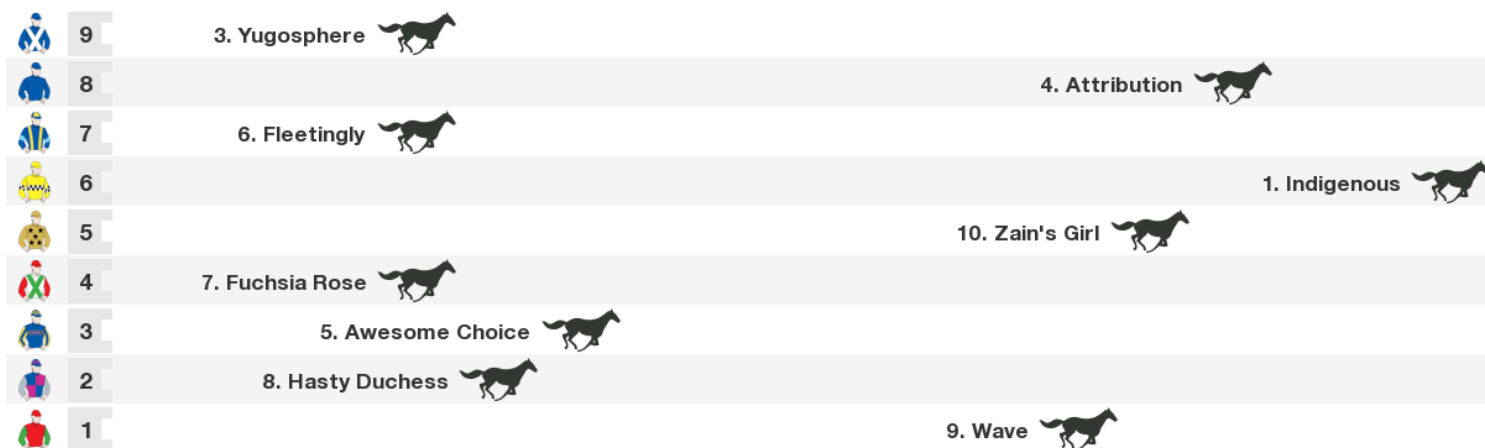 9 3. Yugosphere
8 4. Attribution
7 6. Fleetingly
6 1. Indigenous
5 10. Zain's Girl
4 7. Fuchsia Rose
3 5. Awesome Choice
2 8. Hasty Duchess
1 9. Wave